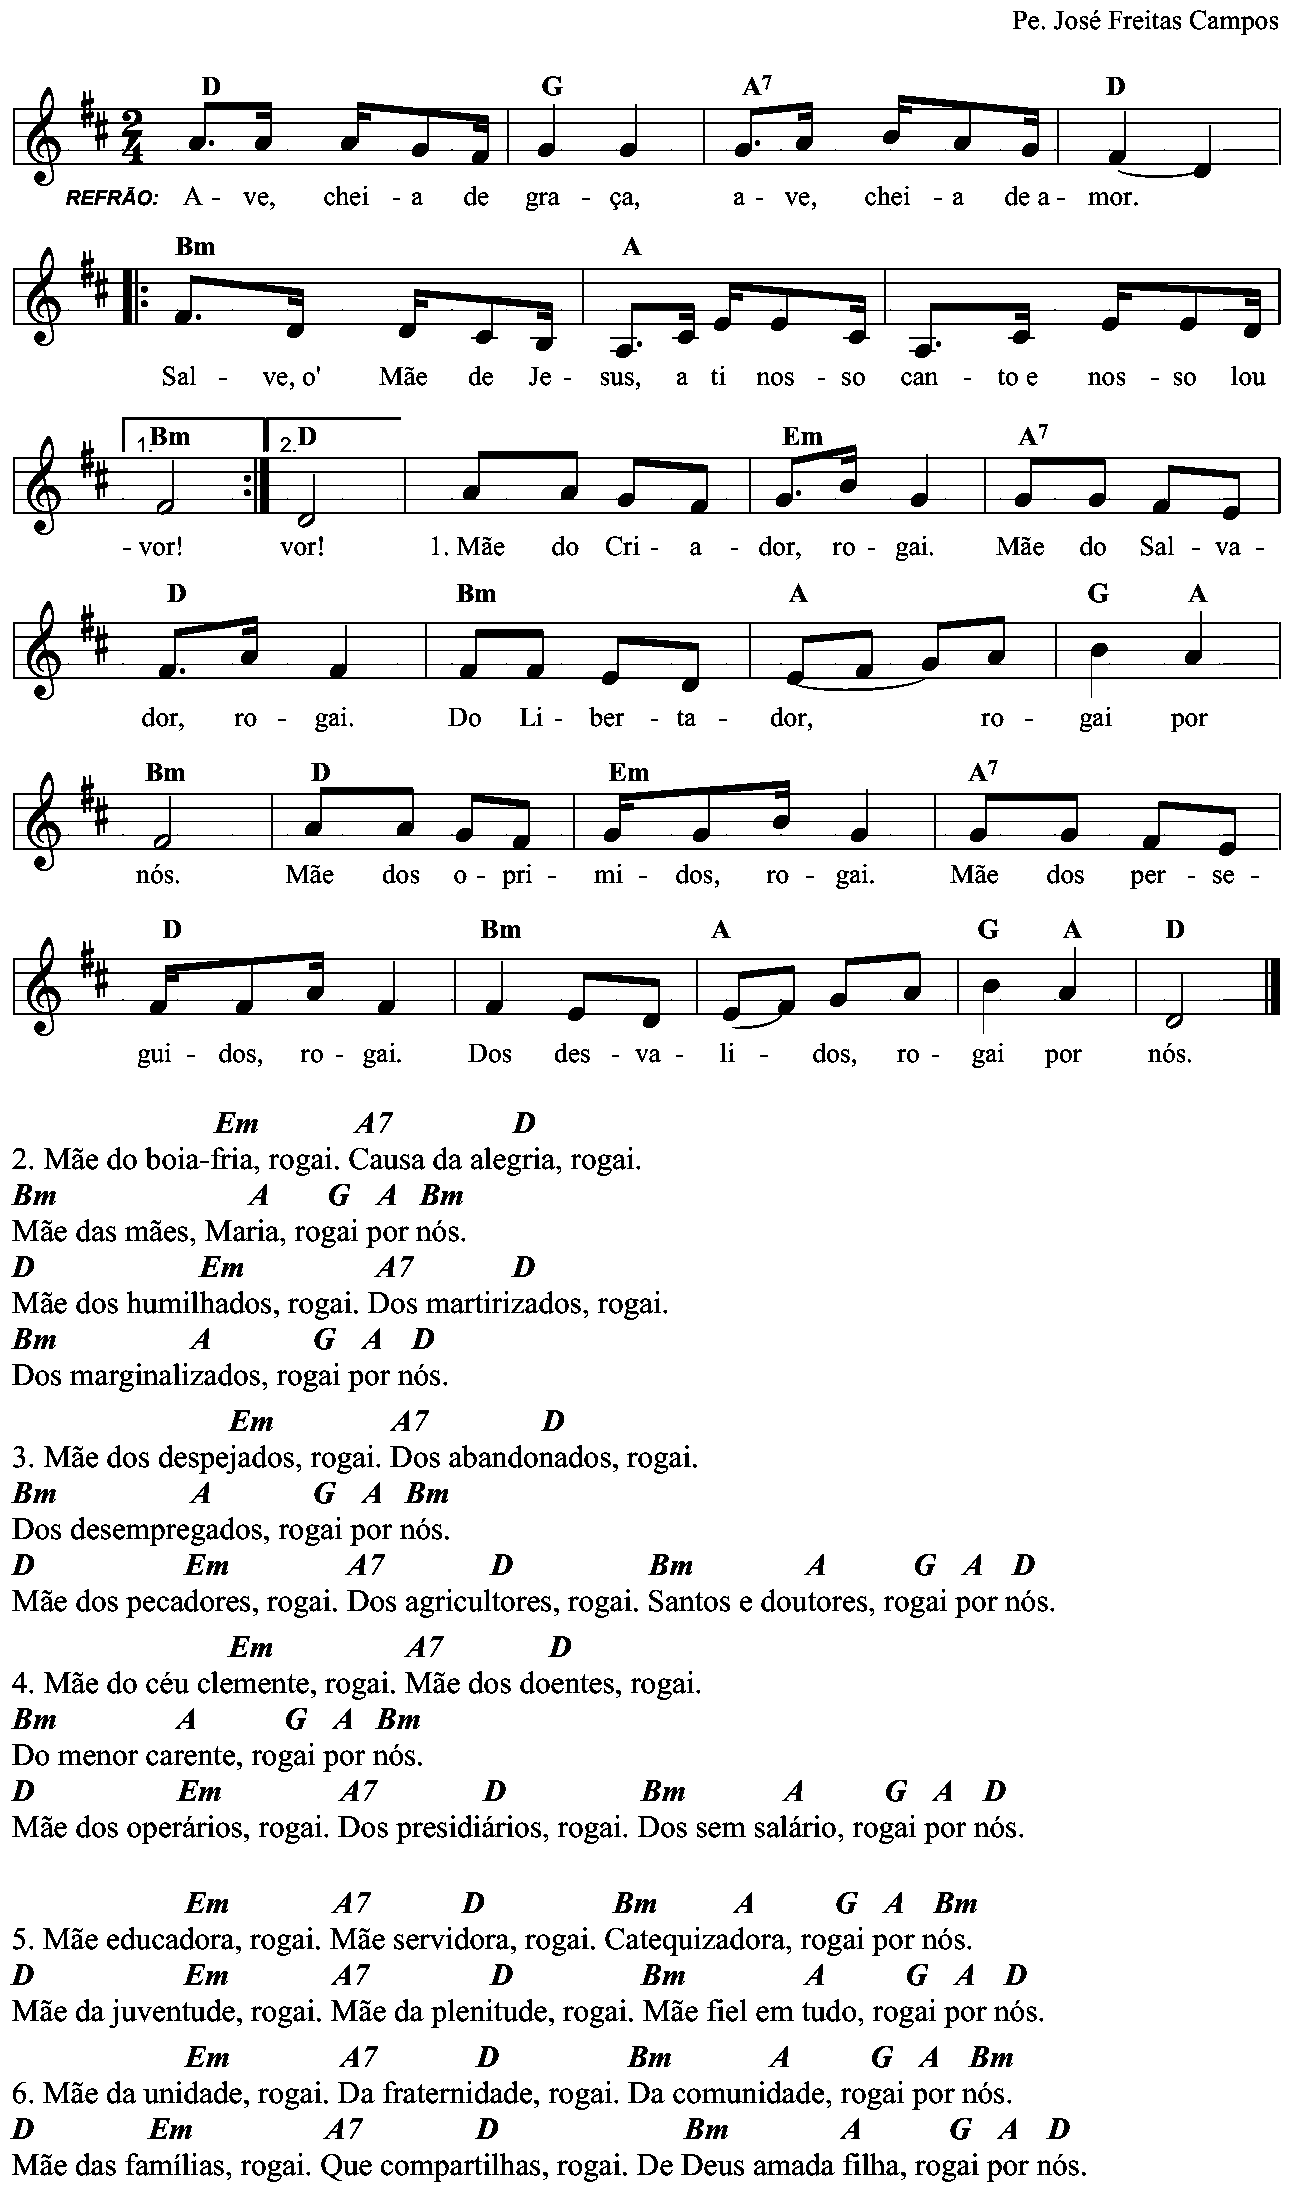 Pe. José Freitas Campos
D G A7 D
2 4
REFRÃO: A - ve, chei - a de gra - ça, a - ve, chei - a de a - mor.
Bm A
Sal - ve, o' Mãe de Je - sus, a ti nos - so can - to e nos - so lou
1. Bm 2. D Em A7
- vor! vor! 1. Mãe do Cri - a - dor, ro - gai. Mãe do Sal - va -
D Bm A G A
dor, ro - gai. Do Li - ber - ta - dor, ro - gai por
Bm D Em A7
nós. Mãe dos o - pri - mi - dos, ro - gai. Mãe dos per - se -
D Bm A G A D
gui - dos, ro - gai. Dos des - va - li - dos, ro - gai por nós.
Em A7 D
2. Mãe do boia-fria, rogai. Causa da alegria, rogai.
Bm A G A Bm
Mãe das mães, Maria, rogai por nós.
D Em A7 D
Mãe dos humilhados, rogai. Dos martirizados, rogai.
Bm A G A D
Dos marginalizados, rogai por nós.
Em A7 D
3. Mãe dos despejados, rogai. Dos abandonados, rogai.
Bm A G A Bm
Dos desempregados, rogai por nós.
D Em A7 D Bm A G A D
Mãe dos pecadores, rogai. Dos agricultores, rogai. Santos e doutores, rogai por nós.
Em A7 D
4. Mãe do céu clemente, rogai. Mãe dos doentes, rogai.
Bm A G A Bm
Do menor carente, rogai por nós.
D Em A7 D Bm A G A D
Mãe dos operários, rogai. Dos presidiários, rogai. Dos sem salário, rogai por nós.
Em A7 D Bm A G A Bm
5. Mãe educadora, rogai. Mãe servidora, rogai. Catequizadora, rogai por nós.
D Em A7 D Bm A G A D
Mãe da juventude, rogai. Mãe da plenitude, rogai. Mãe fiel em tudo, rogai por nós.
Em A7 D Bm A G A Bm
6. Mãe da unidade, rogai. Da fraternidade, rogai. Da comunidade, rogai por nós.
D Em A7 D Bm A G A D
Mãe das famílias, rogai. Que compartilhas, rogai. De Deus amada filha, rogai por nós.